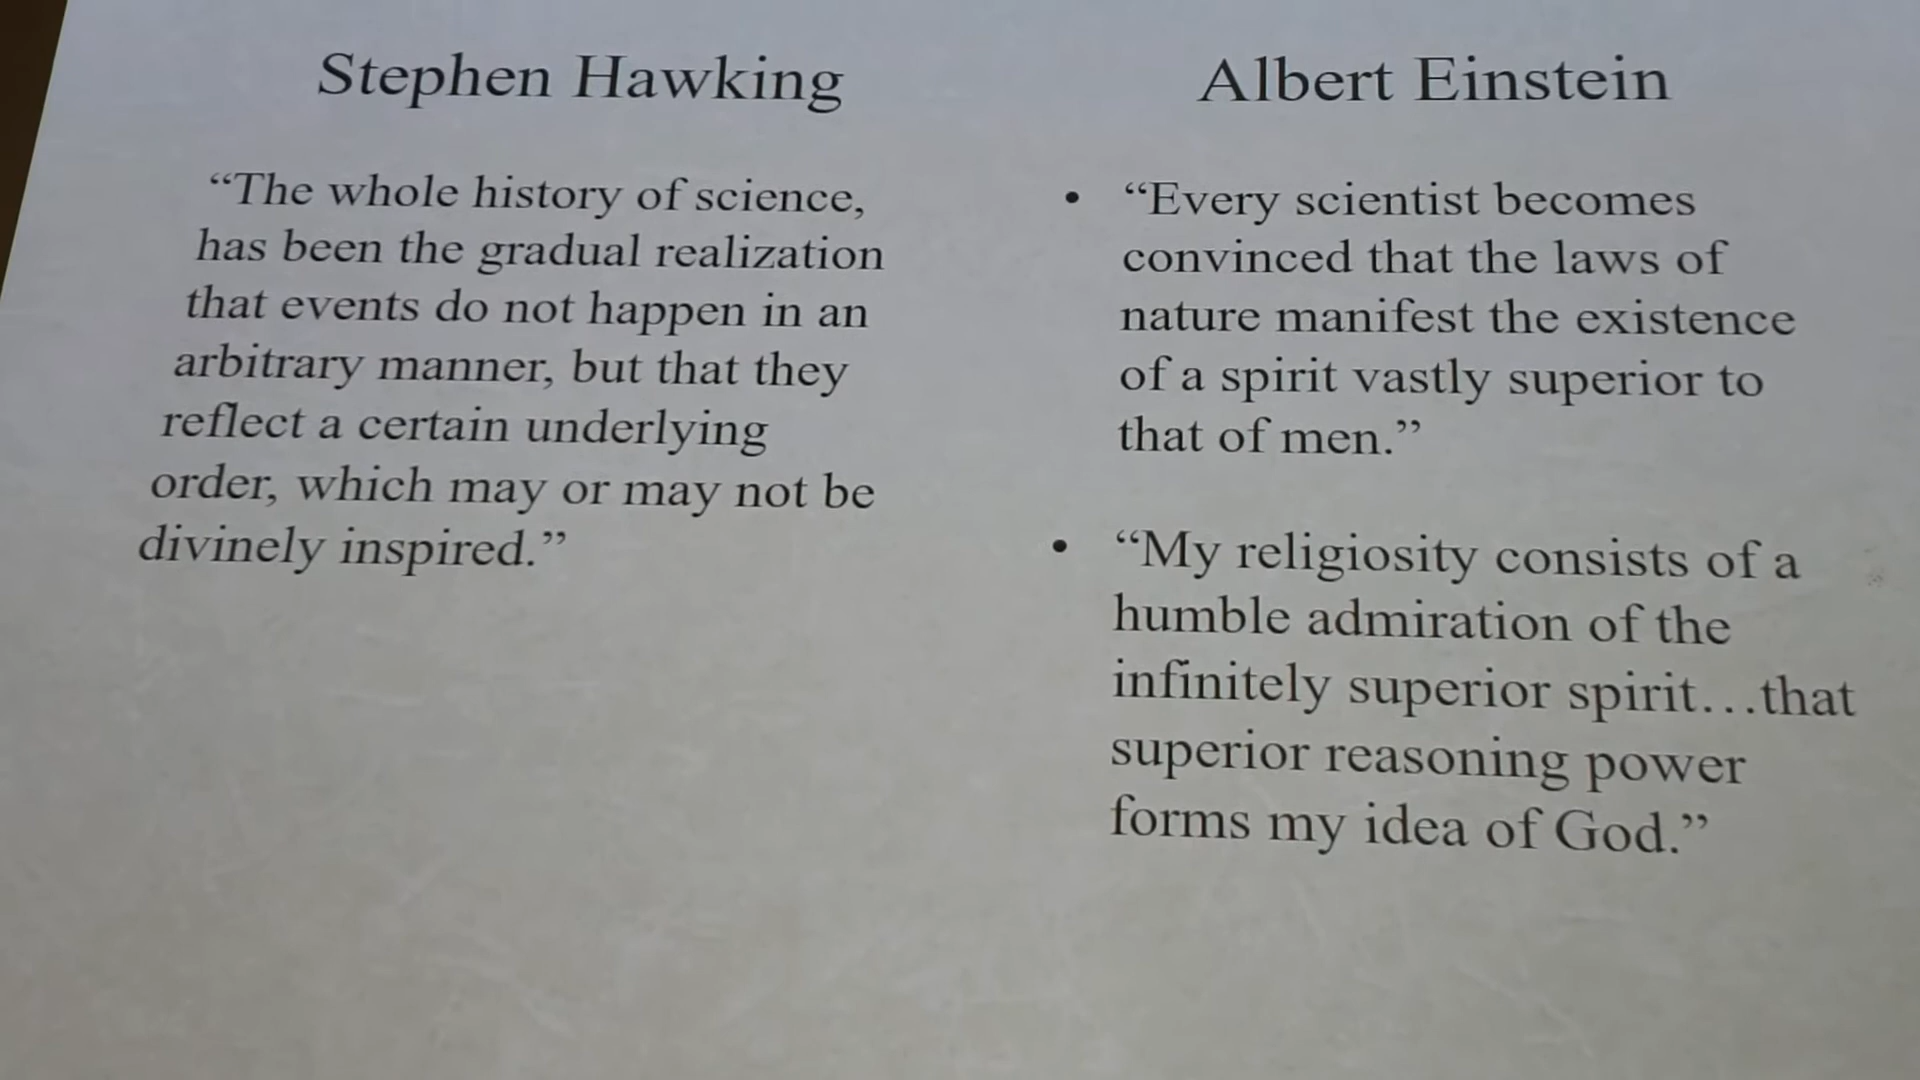 Stephen Hawking
“The whole history of science,
has been the gradual realization
that events do not happen in an
arbitrary manner, but that they
reflect a certain underlying
order, which may or may not be
divinely inspired.”
Albert Einstein
• “Every scientist becomes
convinced that the laws of
nature manifest the existence
of a spirit vastly superior to
that of men.”
• “My religiosity consists of a
humble admiration of the
infinitely superior spirit…that
superior reasoning power
forms my idea of God.”